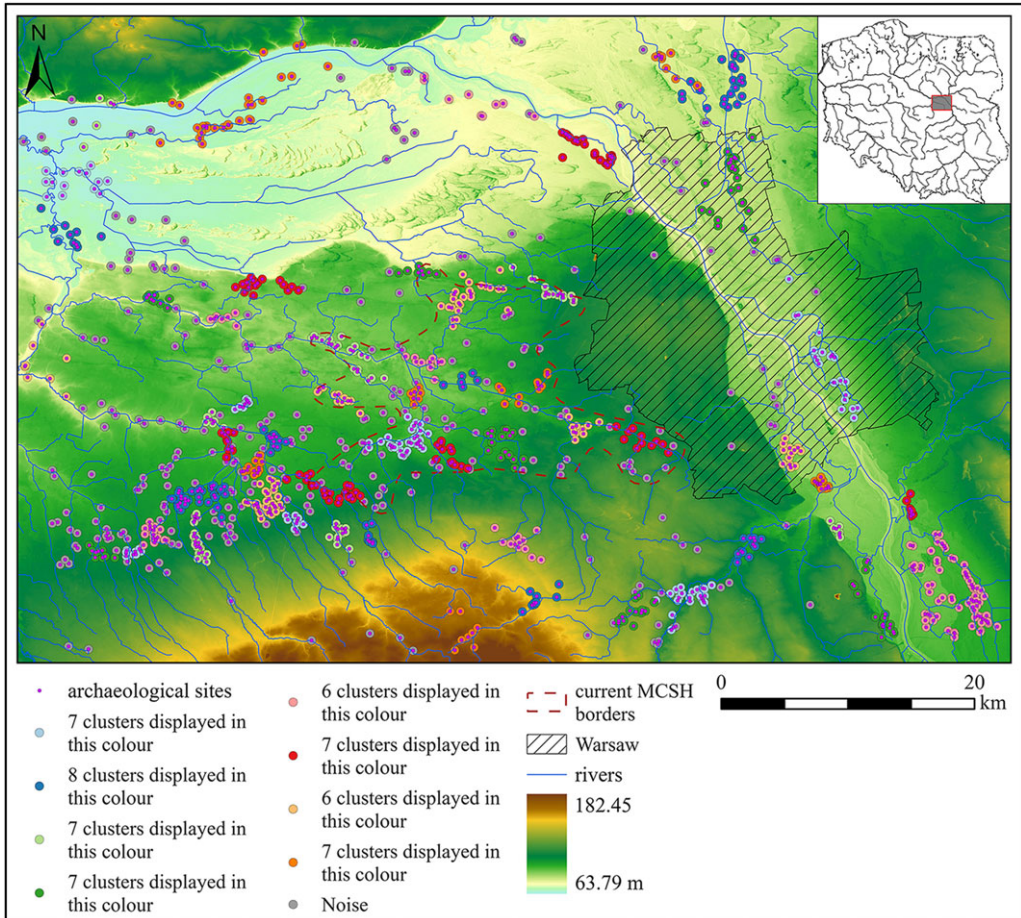 N
archaeological sites
7 clusters displayed in
this colour
8 clusters displayed in
this colour
7 clusters displayed in
this colour
7 clusters displayed in
this colour
6 clusters displayed in
this colour
7 clusters displayed in
this colour
6 clusters displayed in
this colour
7 clusters displayed in
this colour
Noise
current MCSH
borders
Warsaw
rivers
182.45
63.79 m
0 20
km